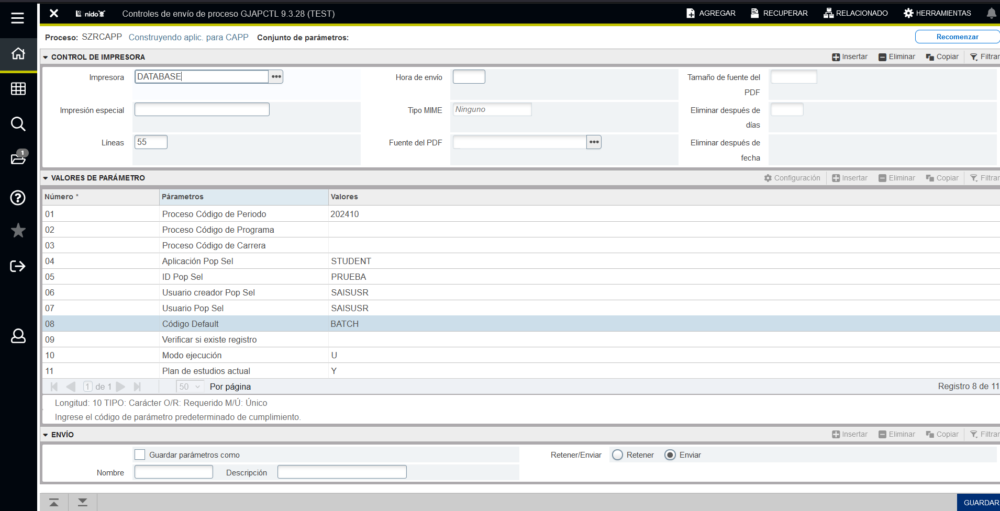 nido Controles de envío de proceso GJAPCTL 9.3.28 (TEST) AGREGAR RECUPERAR RELACIONADO HERRAMIENTAS
Proceso: SZRCAPP Construyendo aplic. para CAPP Conjunto de parámetros: Recomenzar
CONTROL DE IMPRESORA Insertar Eliminar Copiar Filtrar
Impresora DATABASE ••• Hora de envío Tamaño de fuente del PDF
Impresión especial Tipo MIME Ninguno Eliminar después de días
Líneas 55 Fuente del PDF ••• Eliminar después de fecha
1
VALORES DE PARÁMETRO Configuración Insertar Eliminar Copiar Filtrar
Número * Párametros Valores
01 Proceso Código de Periodo 202410
02 Proceso Código de Programa
03 Proceso Código de Carrera
04 Aplicación Pop Sel STUDENT
05 ID Pop Sel PRUEBA
06 Usuario creador Pop Sel SAISUSR
07 Usuario Pop Sel SAISUSR
08 Código Default BATCH
09 Verificar si existe registro
10 Modo ejecución U
11 Plan de estudios actual Y
1 de 1 50 Por página Registro 8 de 11
Longitud: 10 TIPO: Carácter O/R: Requerido M/Ú: Único
Ingrese el código de parámetro predeterminado de cumplimiento.
ENVÍO Insertar Eliminar Copiar Filtrar
Guardar parámetros como Retener/Enviar Retener Enviar
Nombre Descripción
GUARDAR